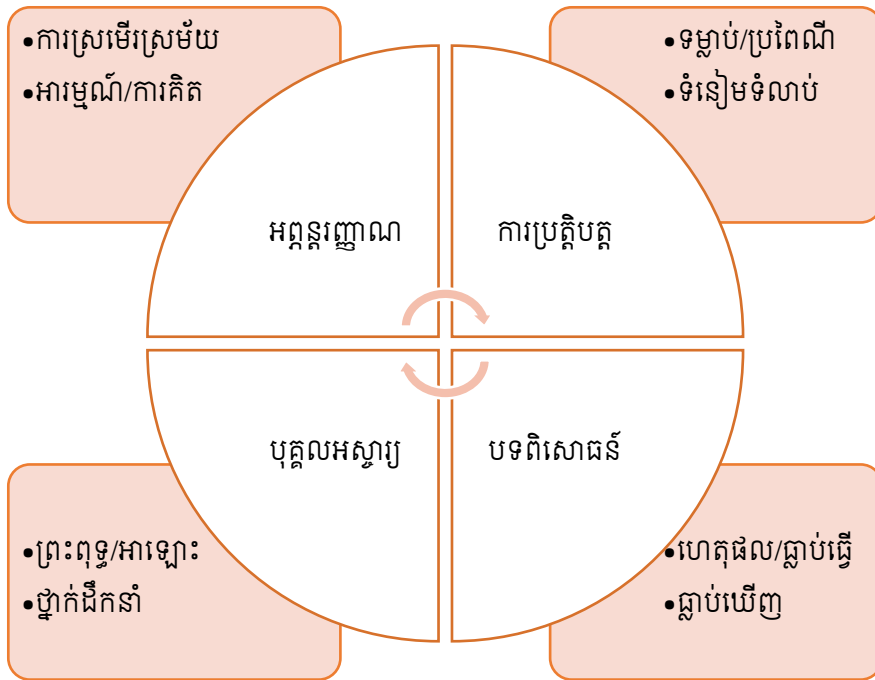 •ការស្រមើរស្រម័យ
•អារម្មណ៍/ការគិត
•ទម្លាប់/ប្រពៃណី
•ទំនៀមទំលាប់
អព្ភន្តរញ្ញាណ
ការប្រត្តិបត្ត
បុគ្គលអស្ចារ្យ
បទពិសោធន៍
•ព្រះពុទ្ធ/អាឡោះ
•ថ្នាក់ដឹកនាំ
•ហេតុផល/ធ្លាប់ធ្វើ
•ធ្លាប់ឃើញ